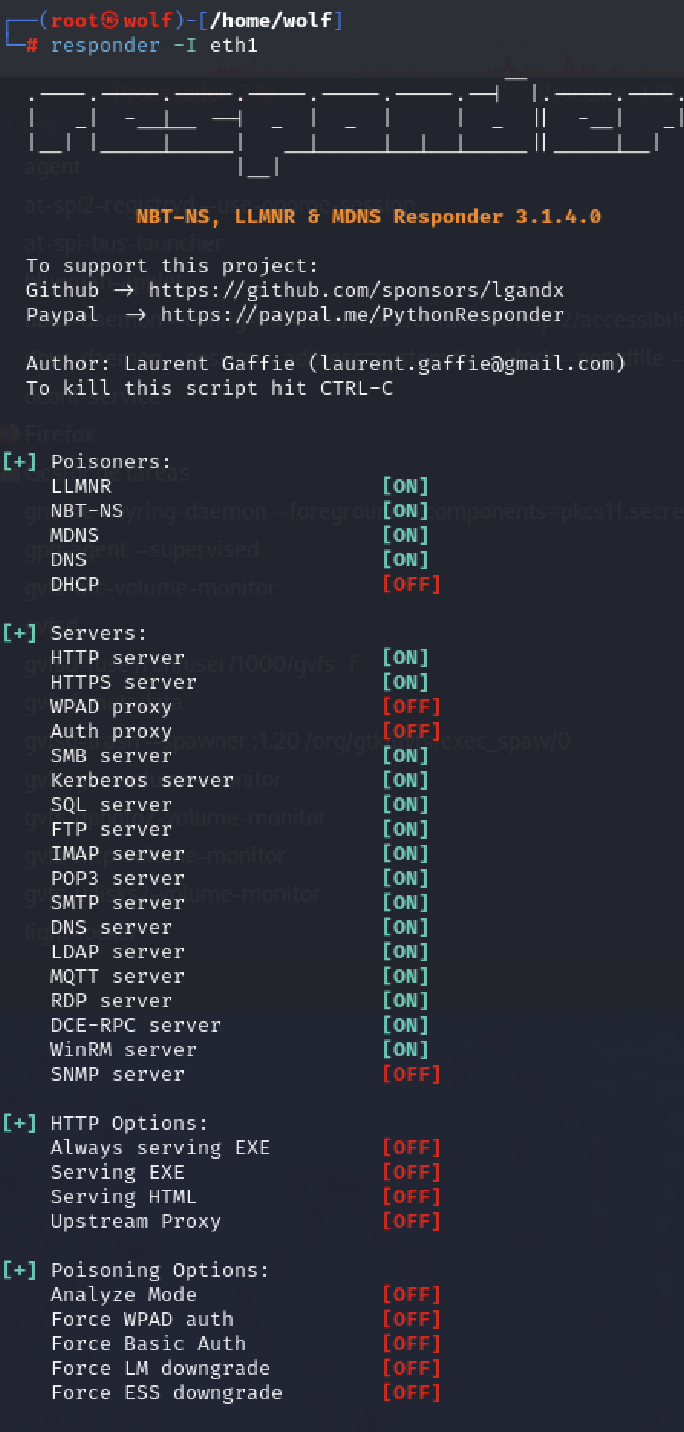 (root㉿wolf)-[/home/wolf]
# responder -I eth1
NBT-NS, LLMNR & MDNS Responder 3.1.4.0
To support this project:
Github → https://github.com/sponsors/lgandx
Paypal → https://paypal.me/PythonResponder
Author: Laurent Gaffie (laurent.gaffie@gmail.com)
To kill this script hit CTRL-C
[+] Poisoners:
LLMNR [ON]
NBT-NS [ON]
MDNS [ON]
DNS [ON]
DHCP [OFF]
[+] Servers:
HTTP server [ON]
HTTPS server [ON]
WPAD proxy [OFF]
Auth proxy [OFF]
SMB server [ON]
Kerberos server [ON]
SQL server [ON]
FTP server [ON]
IMAP server [ON]
POP3 server [ON]
SMTP server [ON]
DNS server [ON]
LDAP server [ON]
MQTT server [ON]
RDP server [ON]
DCE-RPC server [ON]
WinRM server [ON]
SNMP server [OFF]
[+] HTTP Options:
Always serving EXE [OFF]
Serving EXE [OFF]
Serving HTML [OFF]
Upstream Proxy [OFF]
[+] Poisoning Options:
Analyze Mode [OFF]
Force WPAD auth [OFF]
Force Basic Auth [OFF]
Force LM downgrade [OFF]
Force ESS downgrade [OFF]